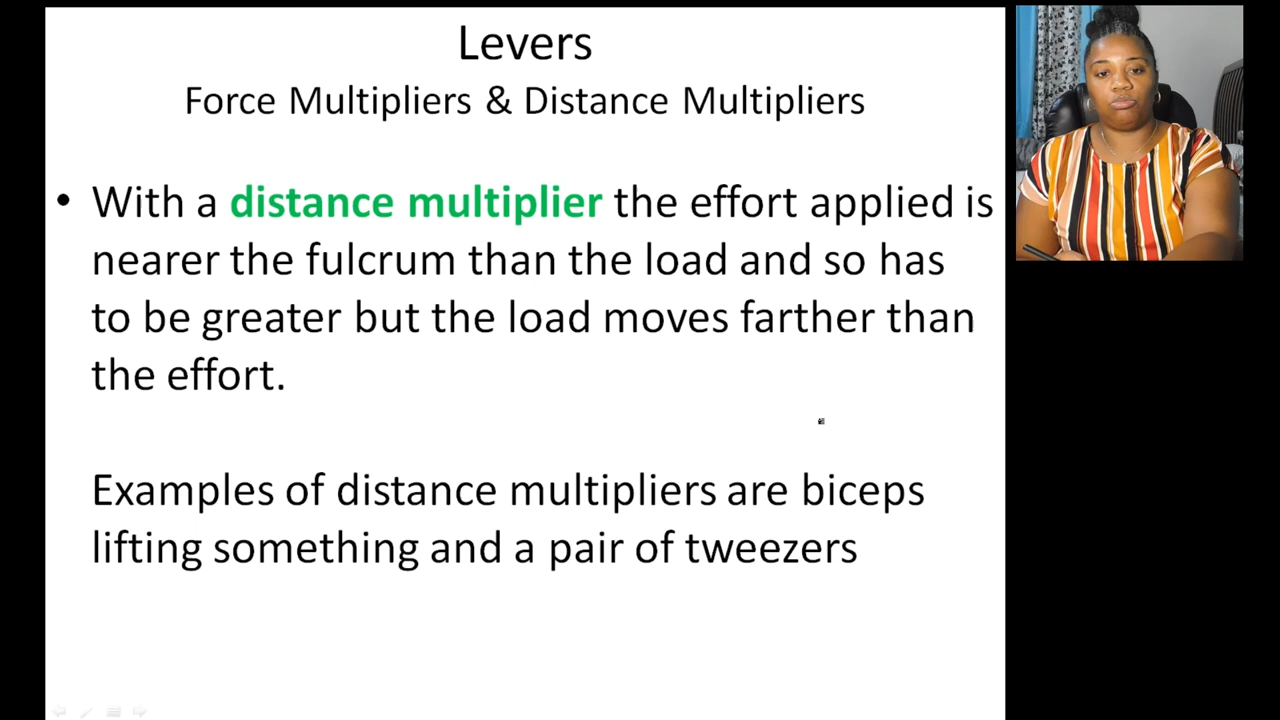 Levers
Force Multipliers & Distance Multipliers
• With a distance multiplier the effort applied is
nearer the fulcrum than the load and so has
to be greater but the load moves farther than
the effort.
Examples of distance multipliers are biceps
lifting something and a pair of tweezers